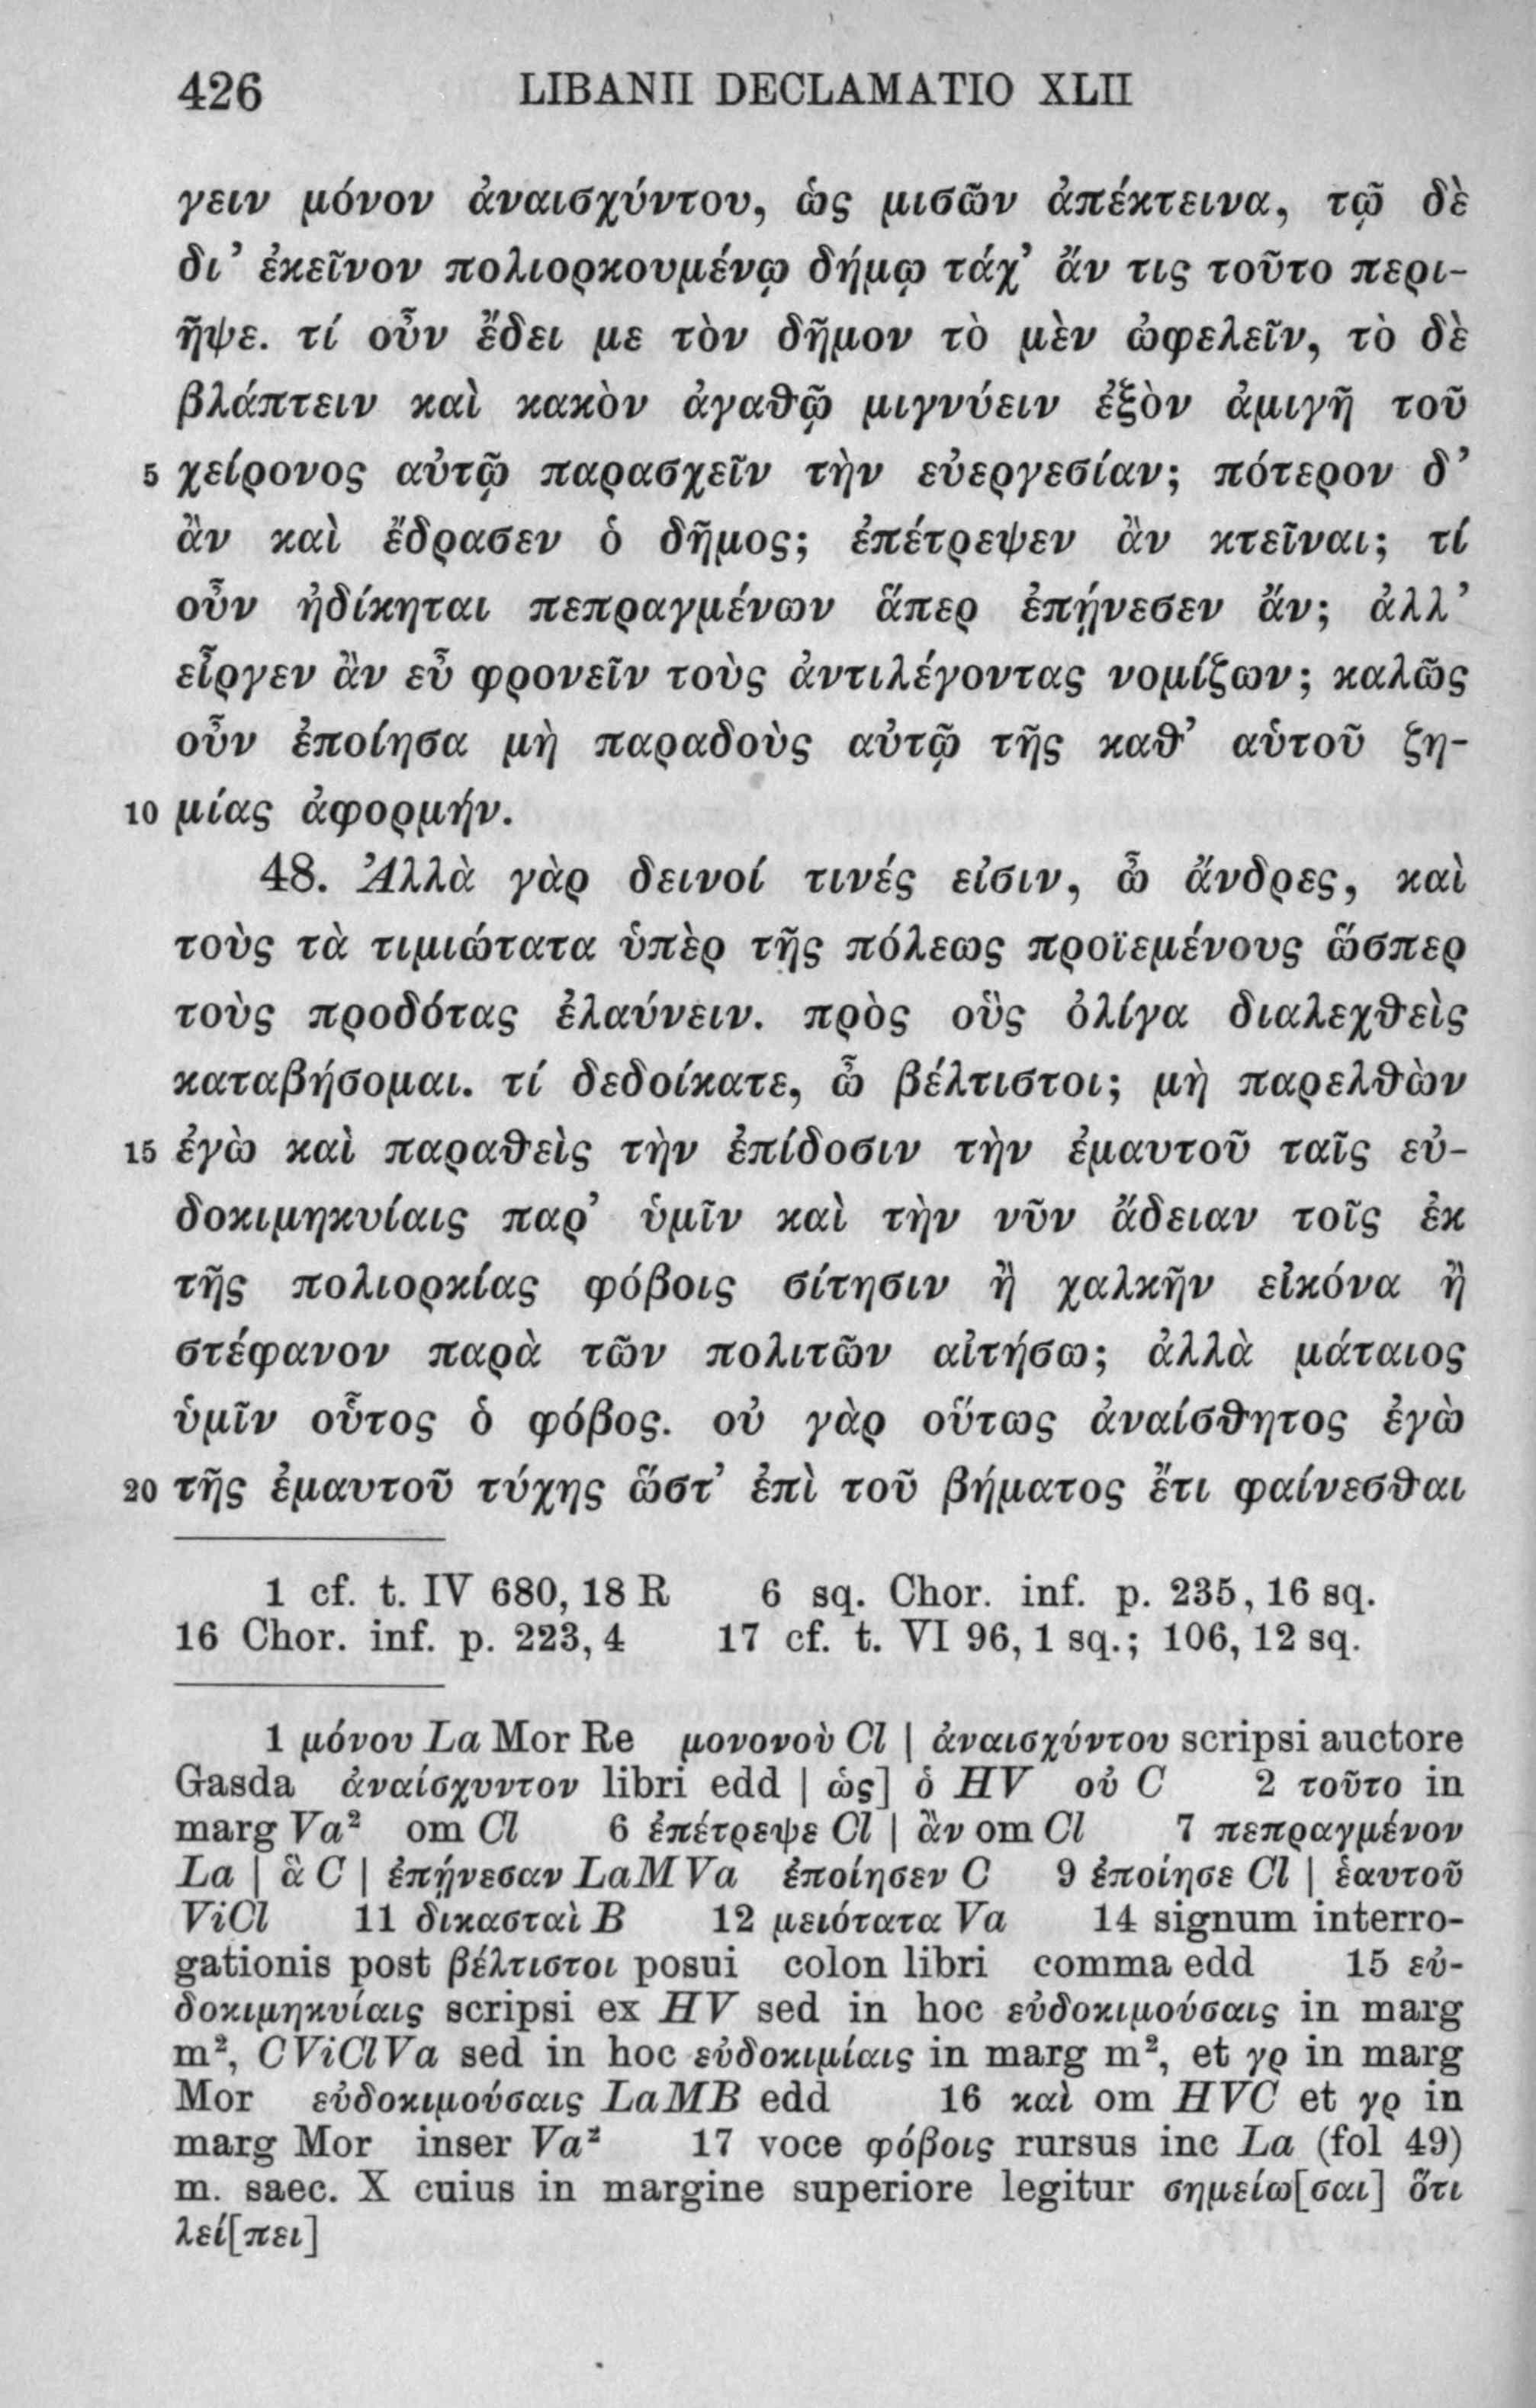 426 LIBANII DECLAMATIO XLII
γειν μόνον ἀναισχύντου, ὡς μισῶν ἀπέκτεινα, τῷ δὲ
δι’ ἐκεῖνον πολιορκουμένῳ δήμῳ τάχ’ ἄν τις τοῦτο περι-
ῆψε. τί οὖν ἔδει με τὸν δῆμον τὸ μὲν ὠφελεῖν, τὸ δὲ
βλάπτειν καὶ κακὸν ἀγαθῷ μιγνύειν ἐξὸν ἀμιγῆ τοῦ
5 χείρονος αὐτῷ παρασχεῖν τὴν εὐεργεσίαν; πότερον δ’
ἂν καὶ ἔδρασεν ὁ δῆμος; ἐπέτρεψεν ἂν κτεῖναι; τί
οὖν ἠδίκηται πεπραγμένων ἅπερ ἐπῄνεσεν ἄν; ἀλλ’
εἶργεν ἂν εὖ φρονεῖν τοὺς ἀντιλέγοντας νομίζων; καλῶς
οὖν ἐποίησα μὴ παραδοὺς αὐτῷ τῆς καθ’ αὑτοῦ ζη-
10 μίας ἀφορμήν.
48. Ἀλλὰ γὰρ δεινοί τινές εἰσιν, ὦ ἄνδρες, καὶ
τοὺς τὰ τιμιώτατα ὑπὲρ τῆς πόλεως προϊεμένους ὥσπερ
τοὺς προδότας ἐλαύνειν. πρὸς οὓς ὀλίγα διαλεχθεὶς
καταβήσομαι. τί δεδοίκατε, ὦ βέλτιστοι; μὴ παρελθὼν
15 ἐγὼ καὶ παραθεὶς τὴν ἐπίδοσιν τὴν ἐμαυτοῦ ταῖς εὐ-
δοκιμηκυίαις παρ’ ὑμῖν καὶ τὴν νῦν ἄδειαν τοῖς ἐκ
τῆς πολιορκίας φόβοις σίτησιν ἢ χαλκῆν εἰκόνα ἢ
στέφανον παρὰ τῶν πολιτῶν αἰτήσω; ἀλλὰ μάταιος
ὑμῖν οὗτος ὁ φόβος. οὐ γὰρ οὕτως ἀναίσθητος ἐγὼ
20 τῆς ἐμαυτοῦ τύχης ὥστ’ ἐπὶ τοῦ βήματος ἔτι φαίνεσθαι
1 cf. t. IV 680, 18 R 6 sq. Chor. inf. p. 235, 16 sq.
16 Chor. inf. p. 223, 4 17 cf. t. VI 96, 1 sq.; 106, 12 sq.
1 μόνου La Mor Re μονονοὺ Cl | ἀναισχύντου scripsi auctore
Gasda ἀναίσχυντον libri edd | ὡς] ὁ HV οὐ C 2 τοῦτο in
marg Va² om Cl 6 ἐπέτρεψε Cl | ἂν om Cl 7 πεπραγμένον
La | ἃ C | ἐπῄνεσαν LaMVa ἐποίησεν C 9 ἐποίησε Cl | ἑαυτοῦ
ViCl 11 δικασταὶ B 12 μειότατα Va 14 signum interro-
gationis post βέλτιστοι posui colon libri comma edd 15 εὐ-
δοκιμηκυίαις scripsi ex HV sed in hoc εὐδοκιμούσαις in marg
m², CViClVa sed in hoc εὐδοκιμίαις in marg m², et γρ in marg
Mor εὐδοκιμούσαις LaMB edd 16 καὶ om HVC et γρ in
marg Mor inser Va² 17 voce φόβοις rursus inc La (fol 49)
m. saec. X cuius in margine superiore legitur σημείω[σαι] ὅτι
λεί[πει]